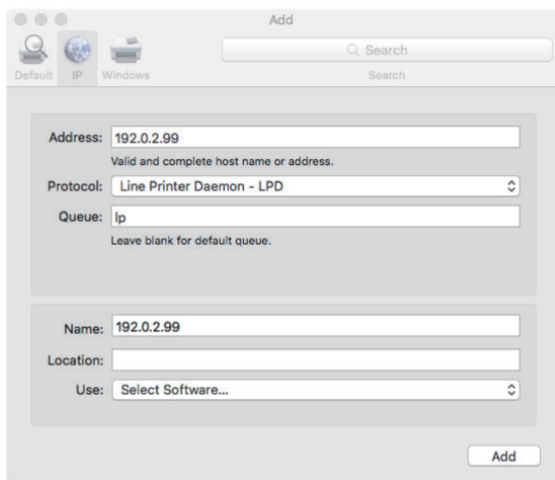 Add
Search
Default IP Windows Search
Address: 192.0.2.99
Valid and complete host name or address.
Protocol: Line Printer Daemon - LPD
Queue: lp
Leave blank for default queue.
Name: 192.0.2.99
Location:
Use: Select Software...
Add